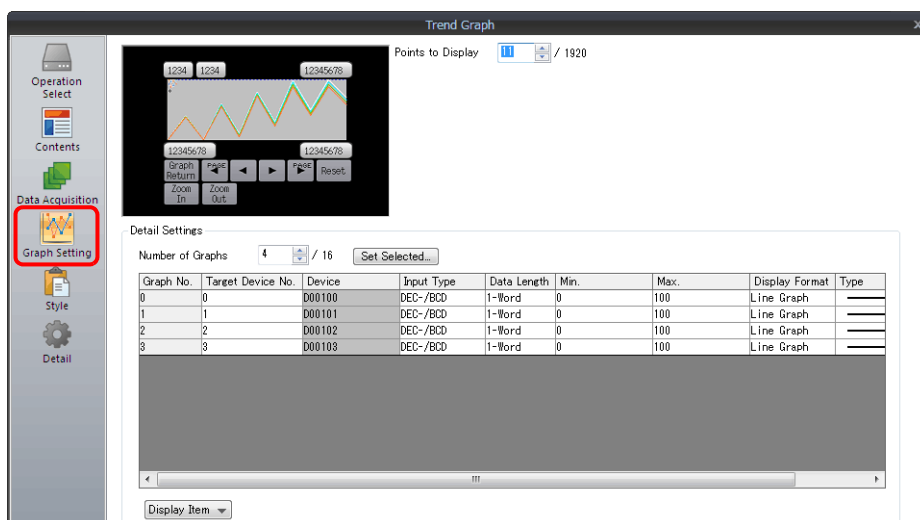 Trend Graph
Operation
Select
Contents
Data Acquisition
Graph Setting
Style
Detail
1234 1234 12345678
12345678 12345678
Graph
Return
PAGE
PAGE
Reset
Zoom
In
Zoom
Out
Points to Display 11 / 1920
Detail Settings
Number of Graphs 4 / 16 Set Selected...
Graph No. Target Device No. Device Input Type Data Length Min. Max. Display Format Type
0 0 D00100 DEC-/BCD 1-Word 0 100 Line Graph
1 1 D00101 DEC-/BCD 1-Word 0 100 Line Graph
2 2 D00102 DEC-/BCD 1-Word 0 100 Line Graph
3 3 D00103 DEC-/BCD 1-Word 0 100 Line Graph
Display Item